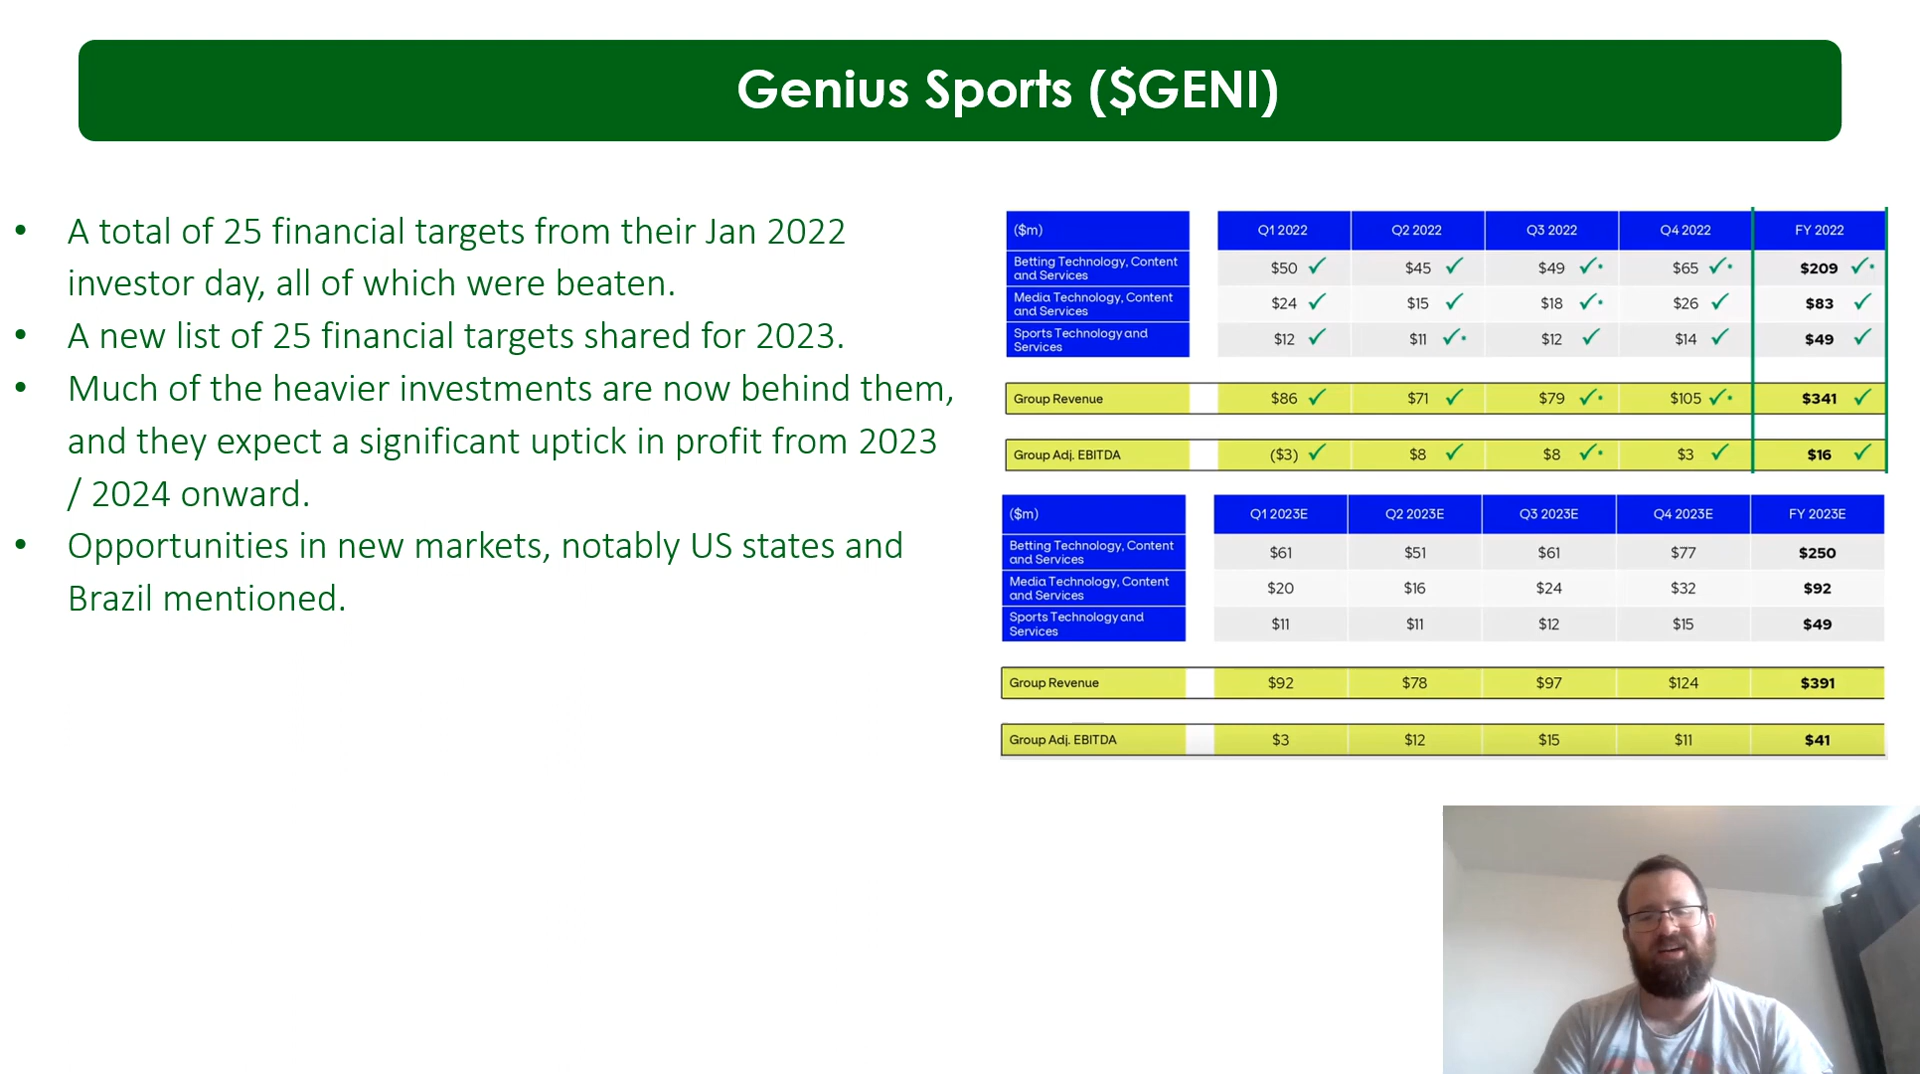 Genius Sports ($GENI)
• A total of 25 financial targets from their Jan 2022
investor day, all of which were beaten.
• A new list of 25 financial targets shared for 2023.
• Much of the heavier investments are now behind them,
and they expect a significant uptick in profit from 2023
/ 2024 onward.
• Opportunities in new markets, notably US states and
Brazil mentioned.
($m) Q1 2022 Q2 2022 Q3 2022 Q4 2022 FY 2022
Betting Technology, Content
and Services $50 ✓ $45 ✓ $49 ✓* $65 ✓* $209 ✓*
Media Technology, Content
and Services $24 ✓ $15 ✓ $18 ✓* $26 ✓ $83 ✓
Sports Technology and
Services $12 ✓ $11 ✓* $12 ✓ $14 ✓ $49 ✓
Group Revenue $86 ✓ $71 ✓ $79 ✓* $105 ✓* $341 ✓
Group Adj. EBITDA ($3) ✓ $8 ✓ $8 ✓* $3 ✓ $16 ✓
($m) Q1 2023E Q2 2023E Q3 2023E Q4 2023E FY 2023E
Betting Technology, Content
and Services $61 $51 $61 $77 $250
Media Technology, Content
and Services $20 $16 $24 $32 $92
Sports Technology and
Services $11 $11 $12 $15 $49
Group Revenue $92 $78 $97 $124 $391
Group Adj. EBITDA $3 $12 $15 $11 $41